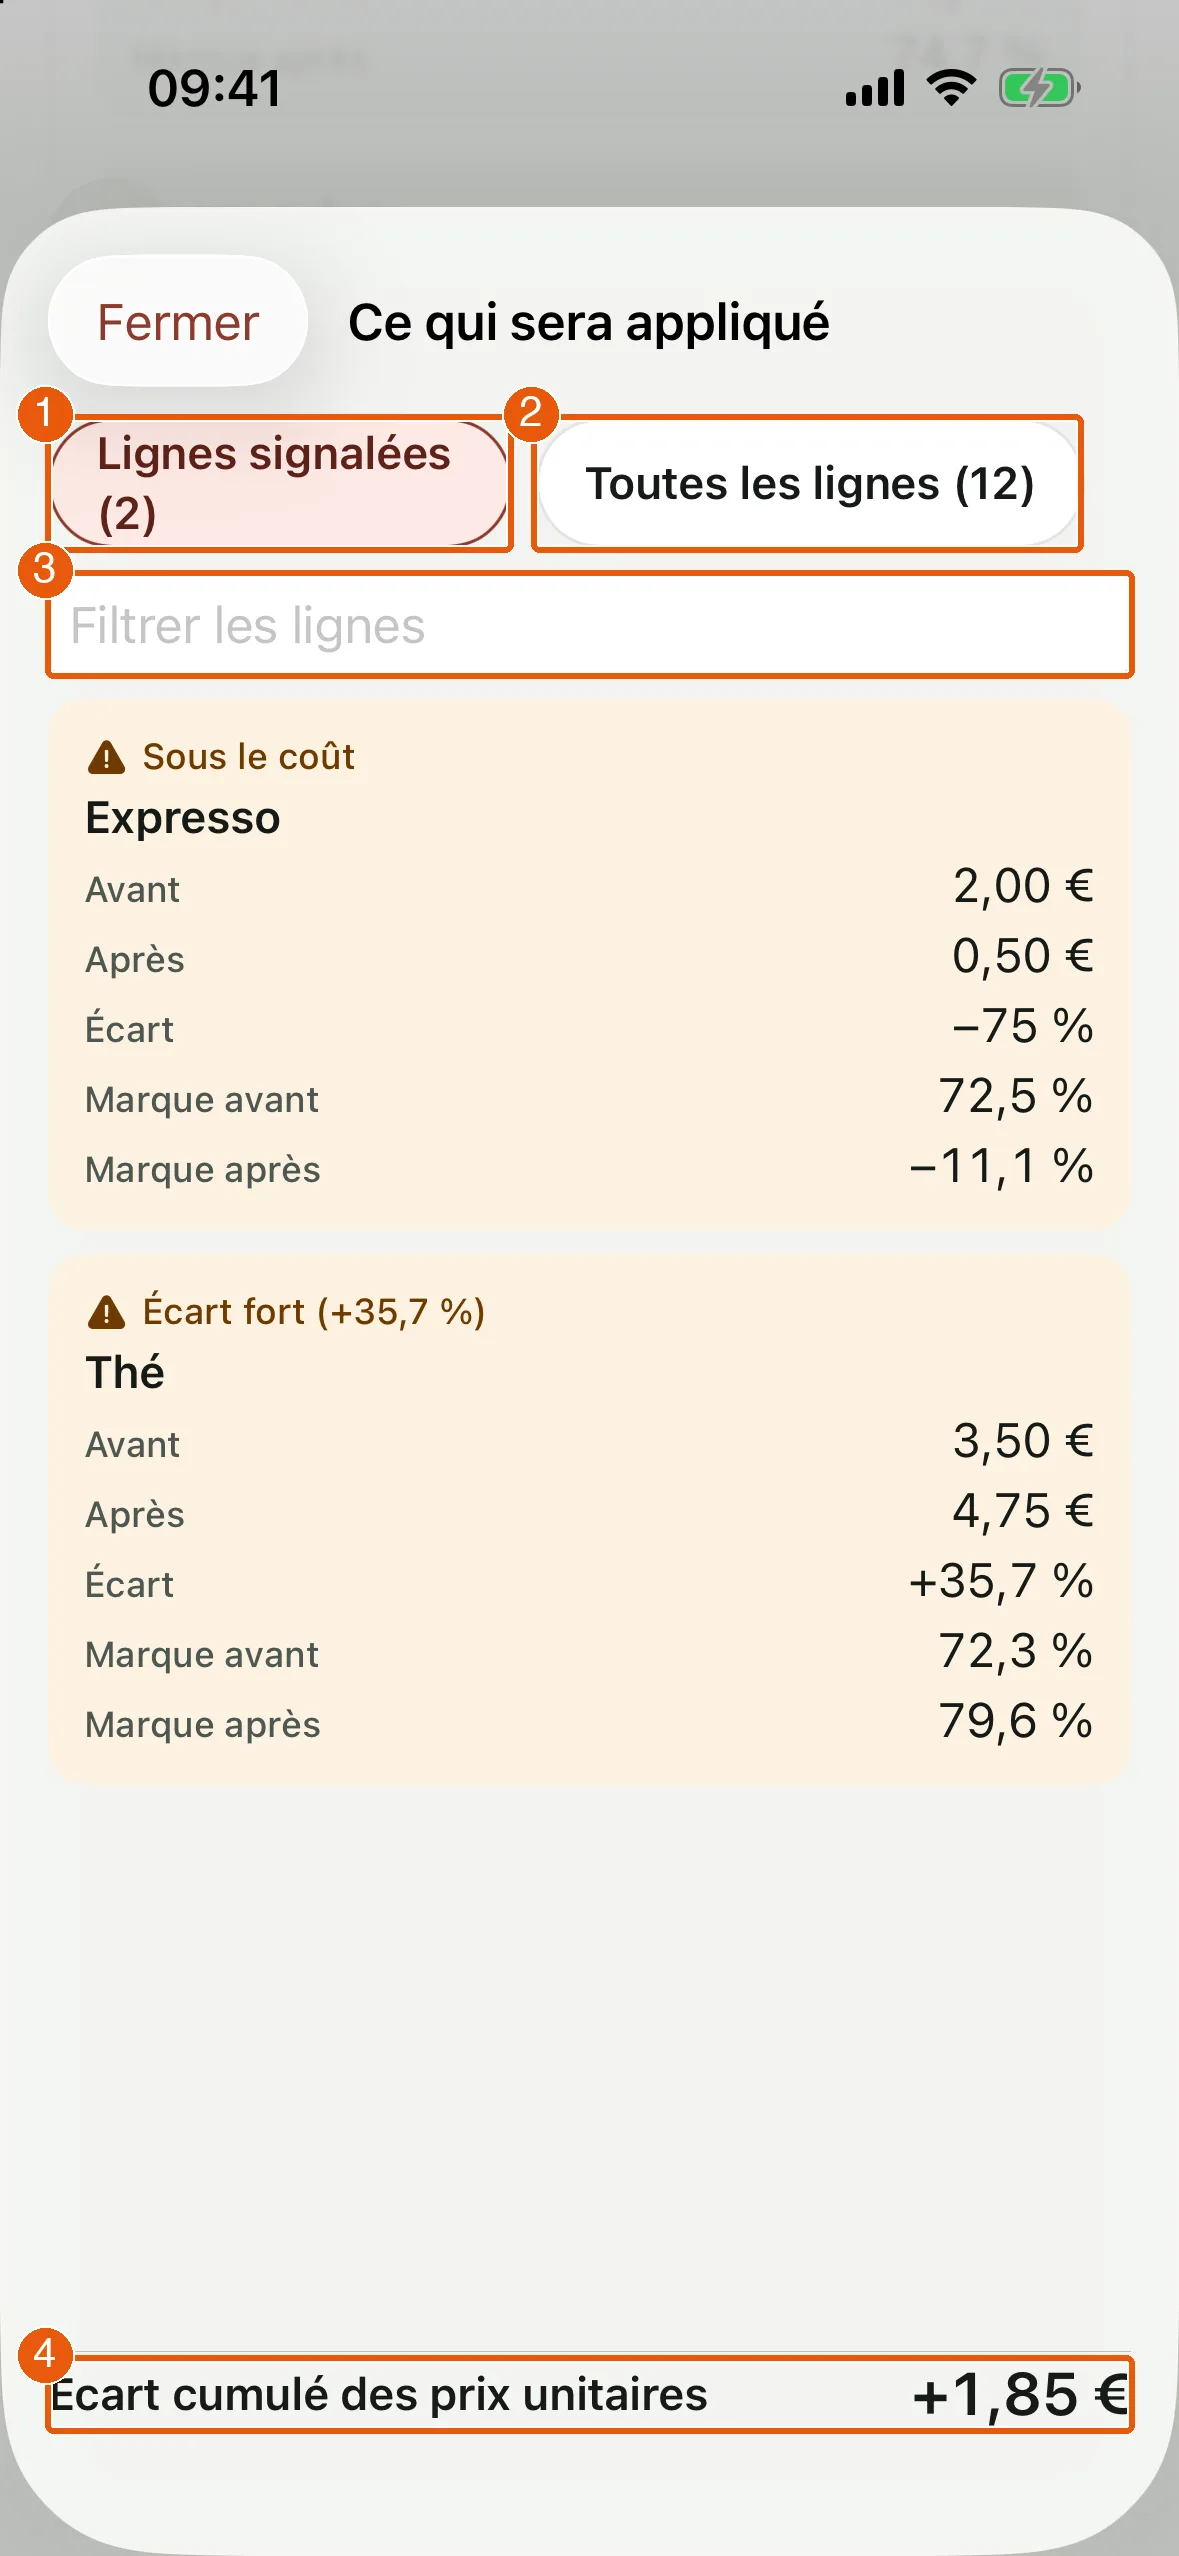 09:41
Fermer
Ce qui sera appliqué
1
2
Lignes signalées
(2)
Toutes les lignes (12)
3
Filtrer les lignes
Sous le coût
Expresso
Avant 2,00 €
Après 0,50 €
Écart –75 %
Marque avant 72,5 %
Marque après –11,1 %
Écart fort (+35,7 %)
Thé
Avant 3,50 €
Après 4,75 €
Écart +35,7 %
Marque avant 72,3 %
Marque après 79,6 %
4
Écart cumulé des prix unitaires +1,85 €